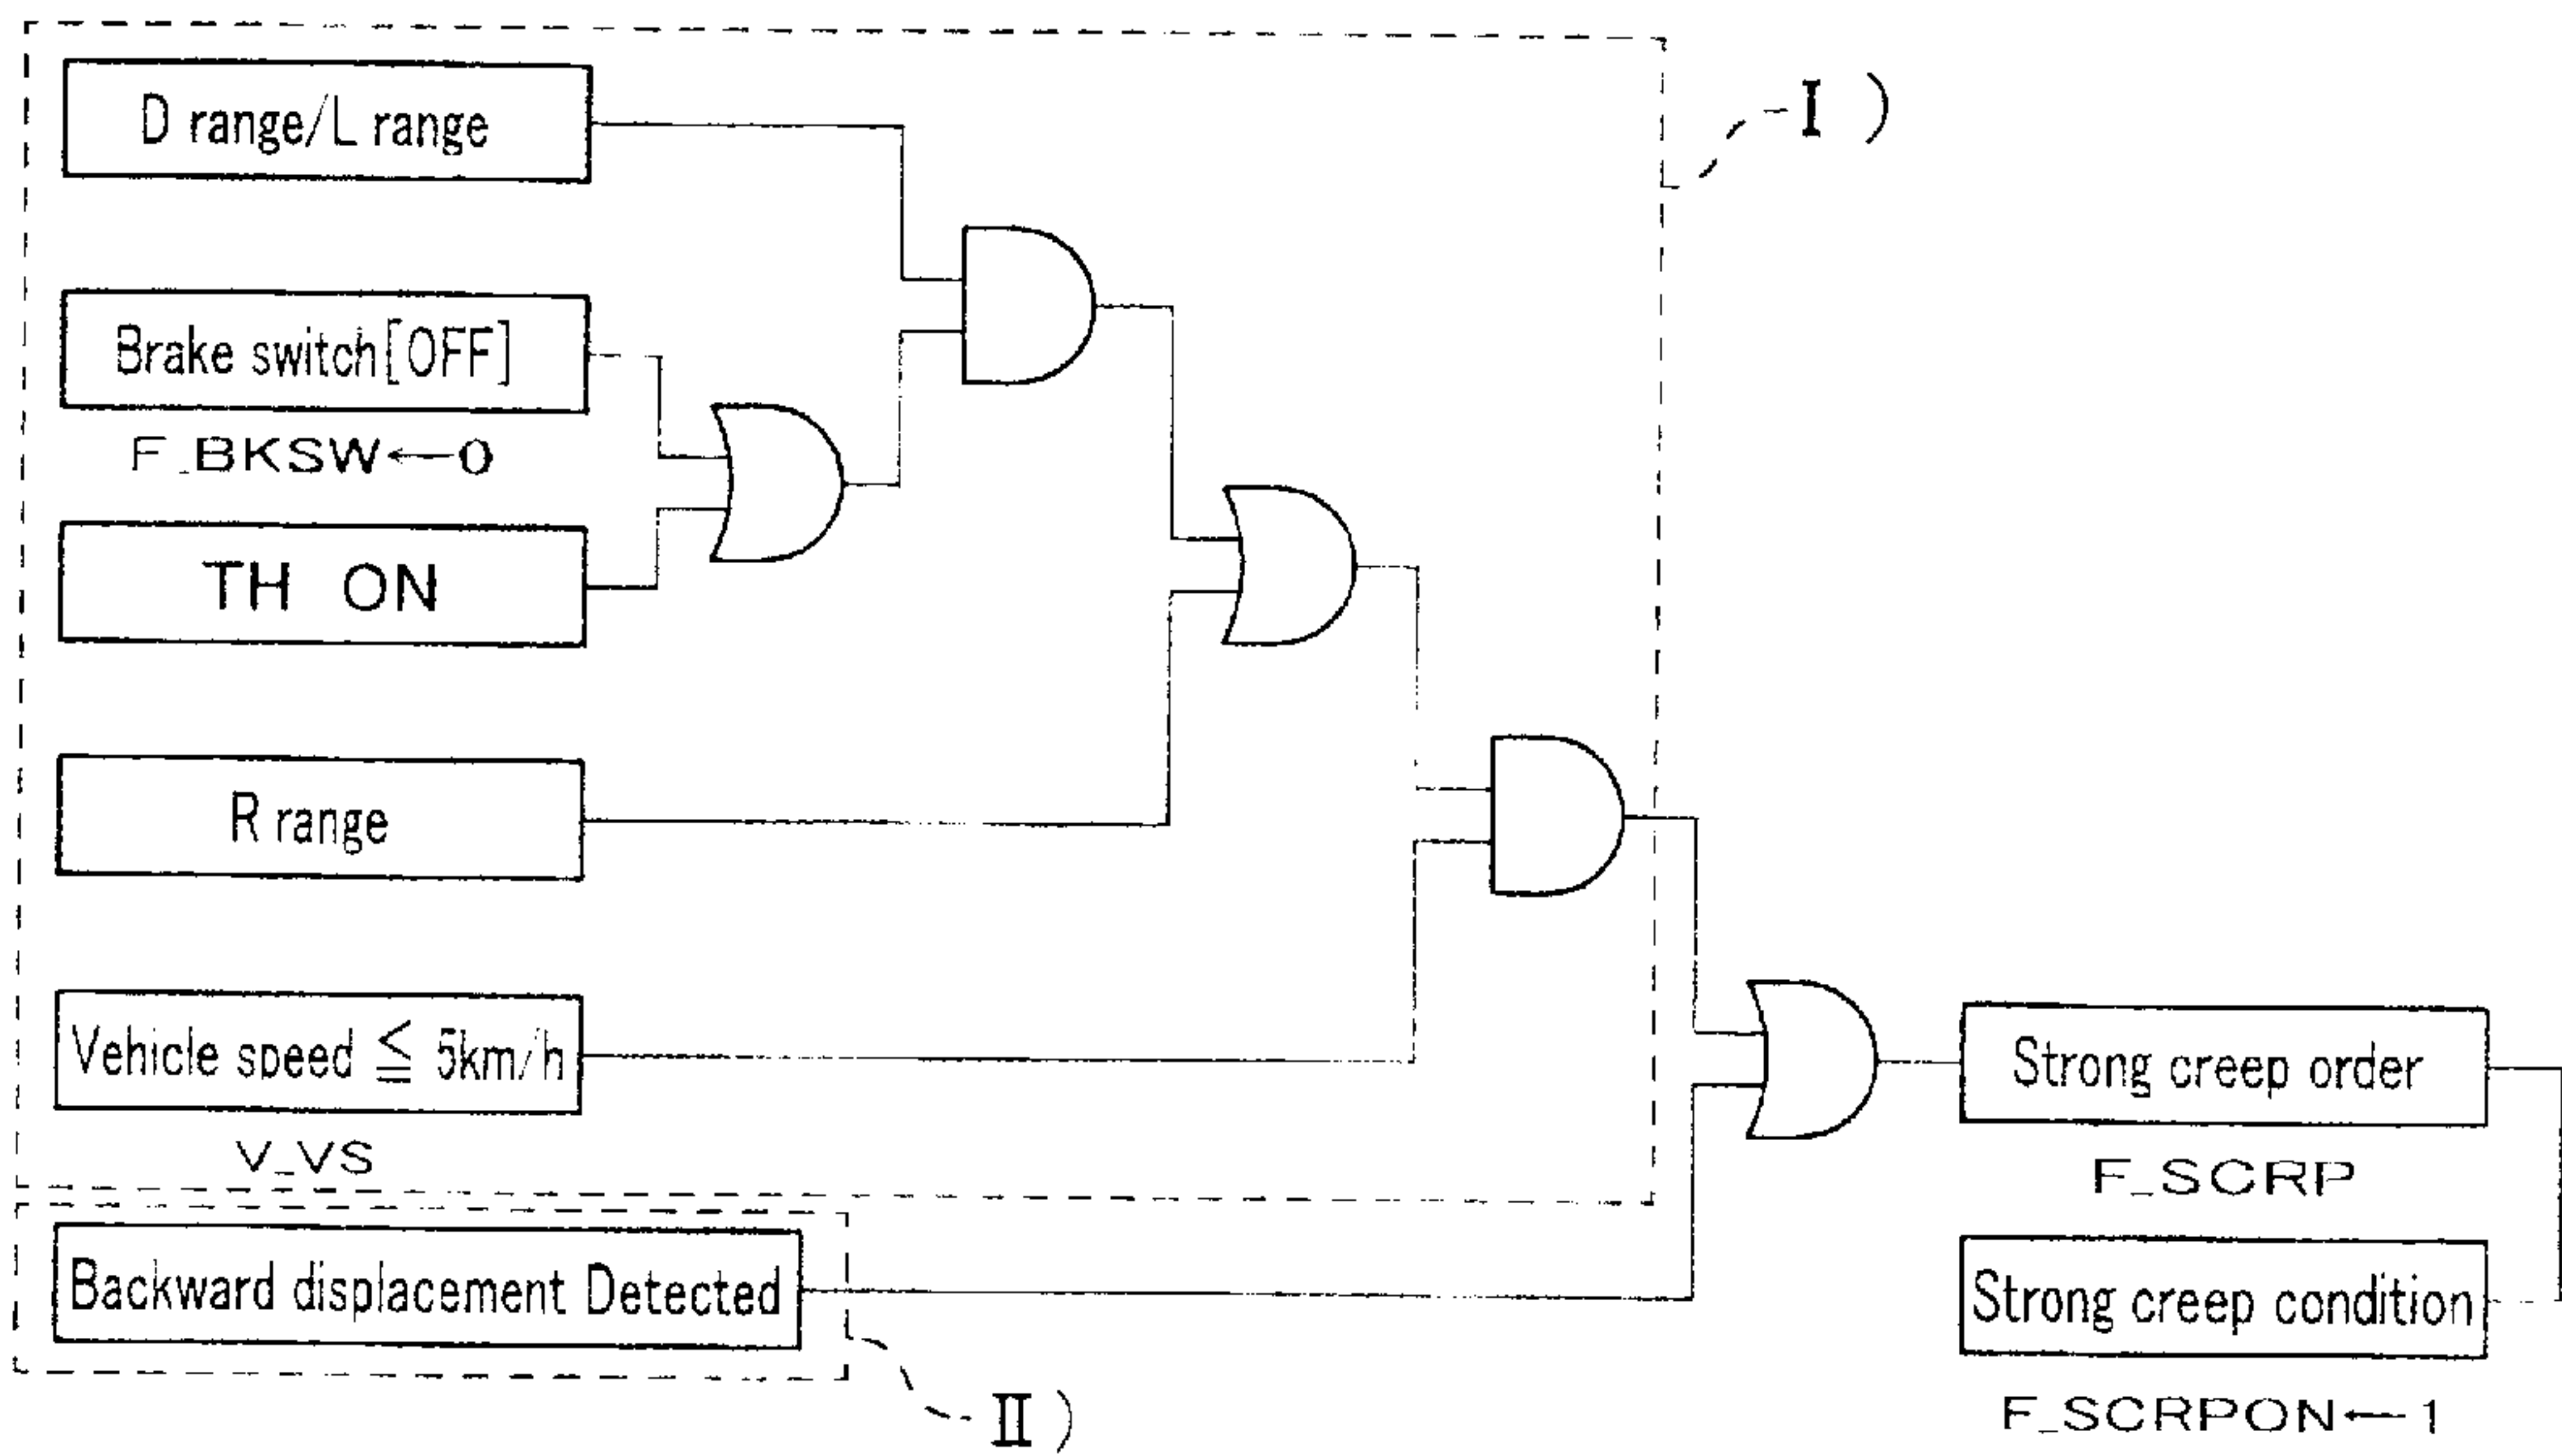 D range/L range
I )
Brake switch[OFF]
F_BKSW←0
TH ON
R range
Vehicle speed ≦ 5km/h
V_VS
Strong creep order
F_SCRP
Backward displacement Detected
Strong creep condition
F_SCRPON←1
II )